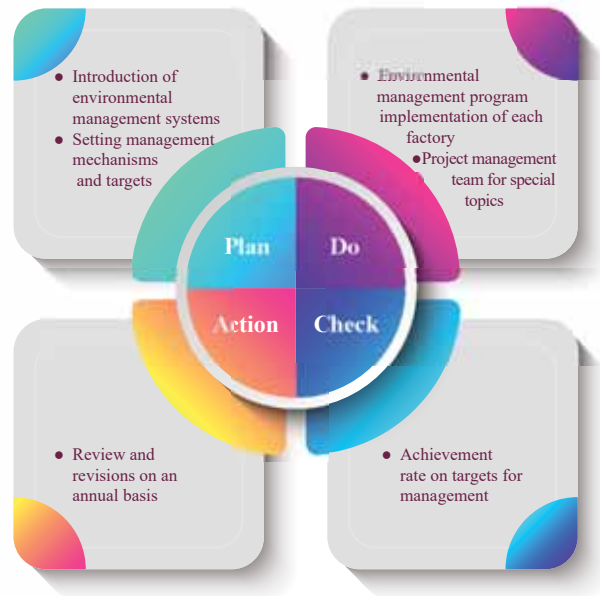 ● Introduction of
environmental
management systems
● Setting management
mechanisms
and targets
● Environmental
management program
implementation of each
factory
●Project management
team for special
topics
Plan
Do
Action
Check
● Review and
revisions on an
annual basis
● Achievement
rate on targets for
management